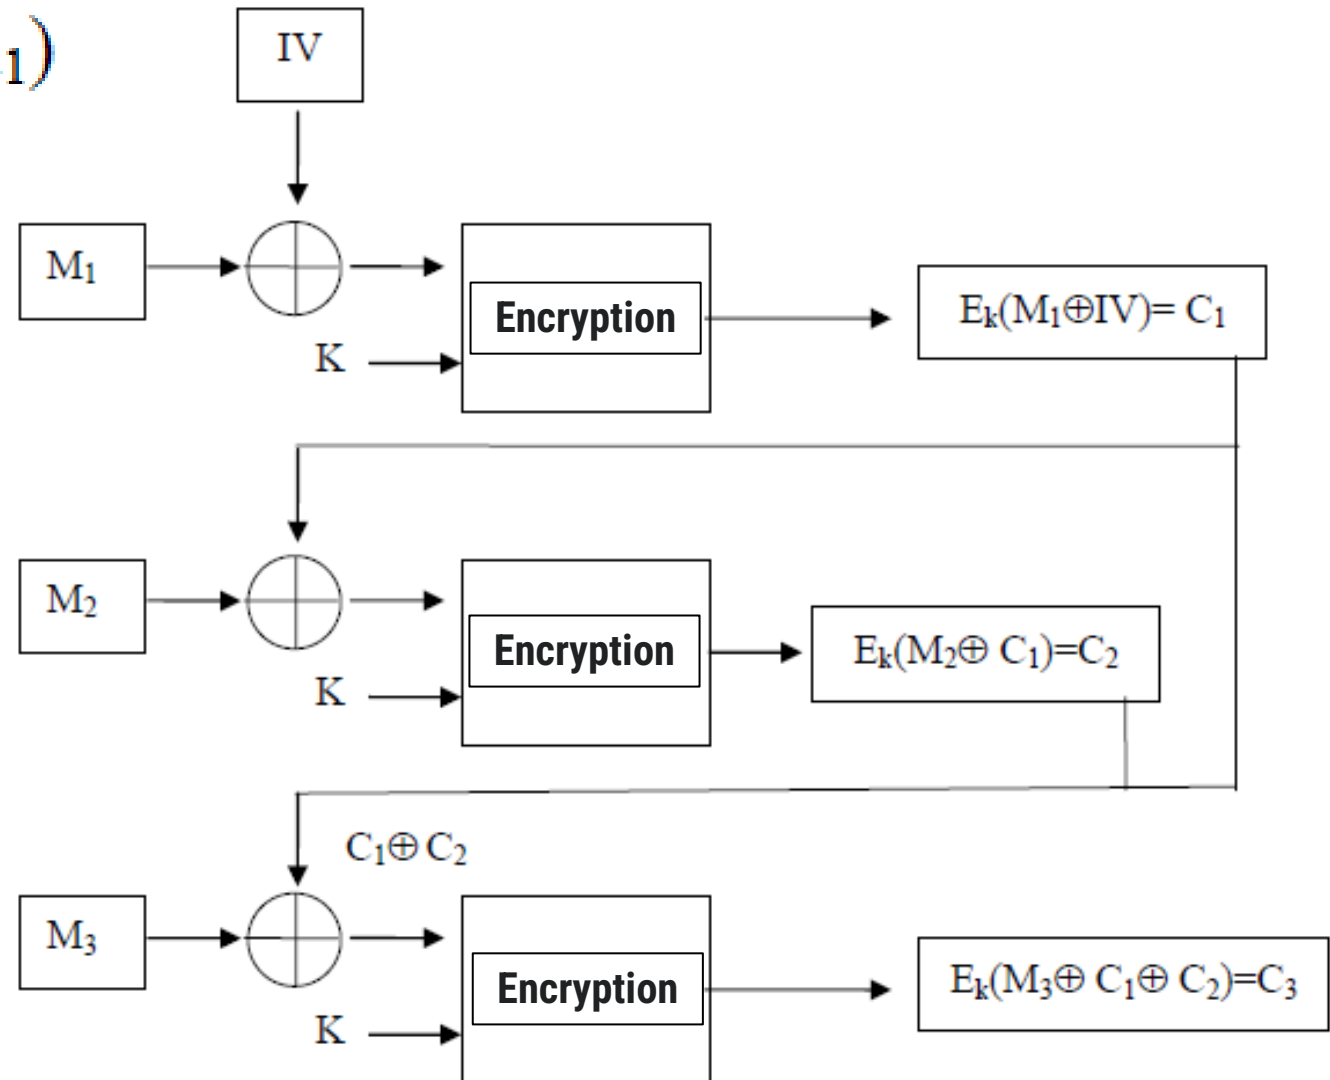 ₁)
IV
M₁
Encryption
K
Eₖ(M₁⊕IV)= C₁
M₂
Encryption
K
Eₖ(M₂⊕ C₁)=C₂
C₁⊕ C₂
M₃
Encryption
K
Eₖ(M₃⊕ C₁⊕ C₂)=C₃